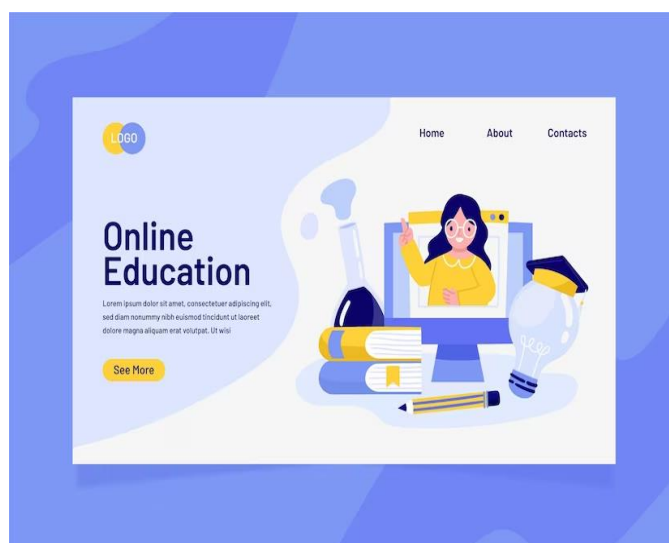 LOGO
Home About Contacts
Online
Education
Lorem ipsum dolor sit amet, consectetuer adipiscing elit,
sed diam nonummy nibh euismod tincidunt ut laoreet
dolore magna aliquam erat volutpat. Ut wisi
See More